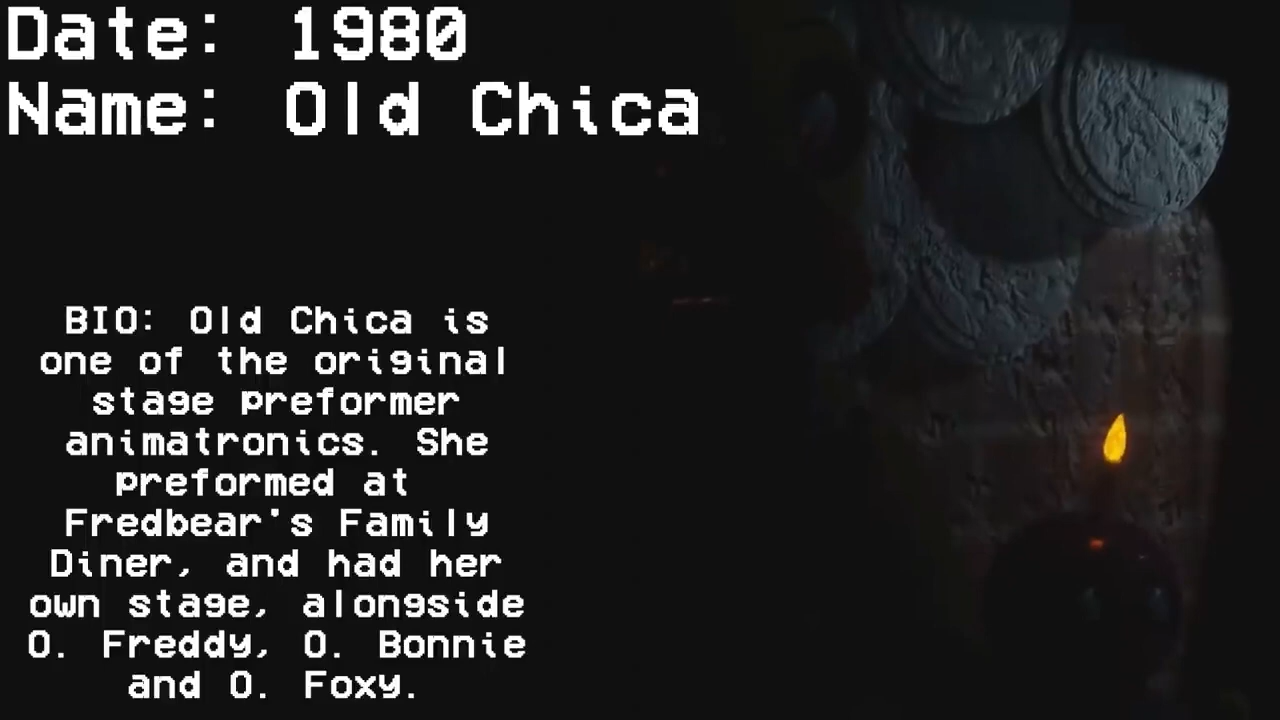 Date: 1980
Name: Old Chica
BIO: Old Chica is
one of the original
stage preformer
animatronics. She
preformed at
Fredbear's Family
Diner, and had her
own stage, alongside
O. Freddy, O. Bonnie
and O. Foxy.